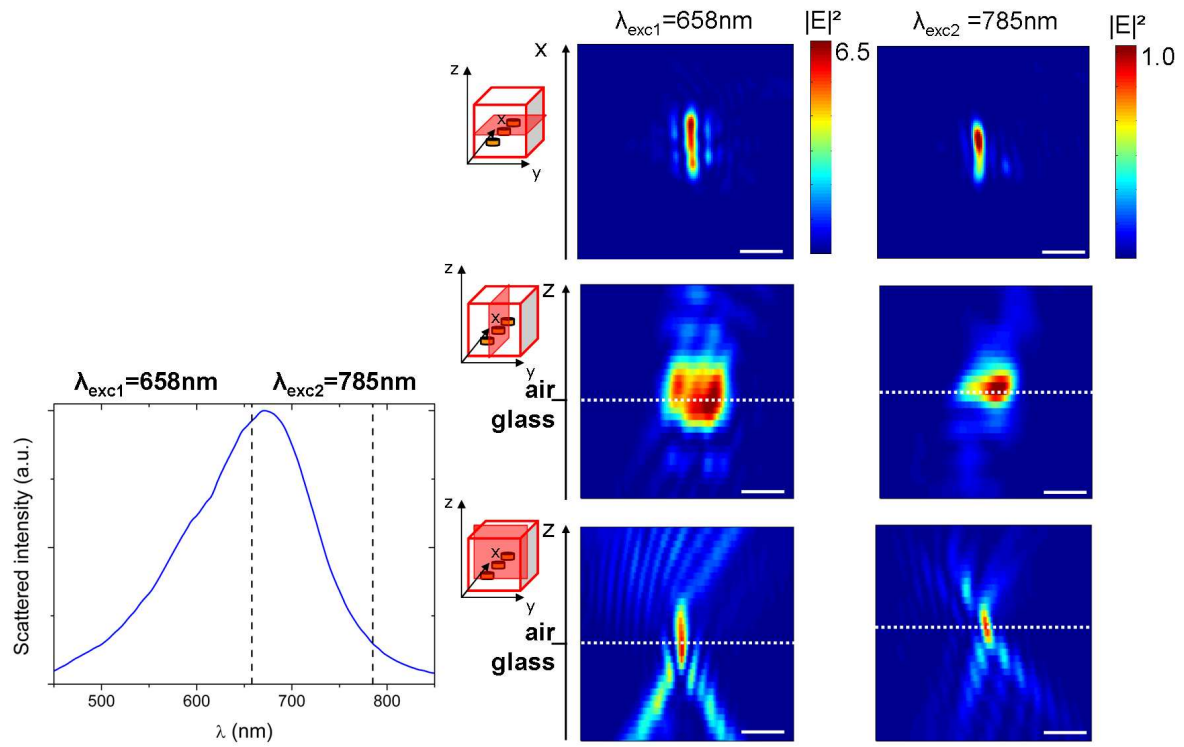 λexc1=658nm
|E|²
λexc2 =785nm
|E|²
x
6.5
1.0
z
x
y
z
z
x
y
air
glass
λexc1=658nm
λexc2=785nm
Scattered intensity (a.u.)
500
600
700
800
λ (nm)
z
z
x
y
air
glass